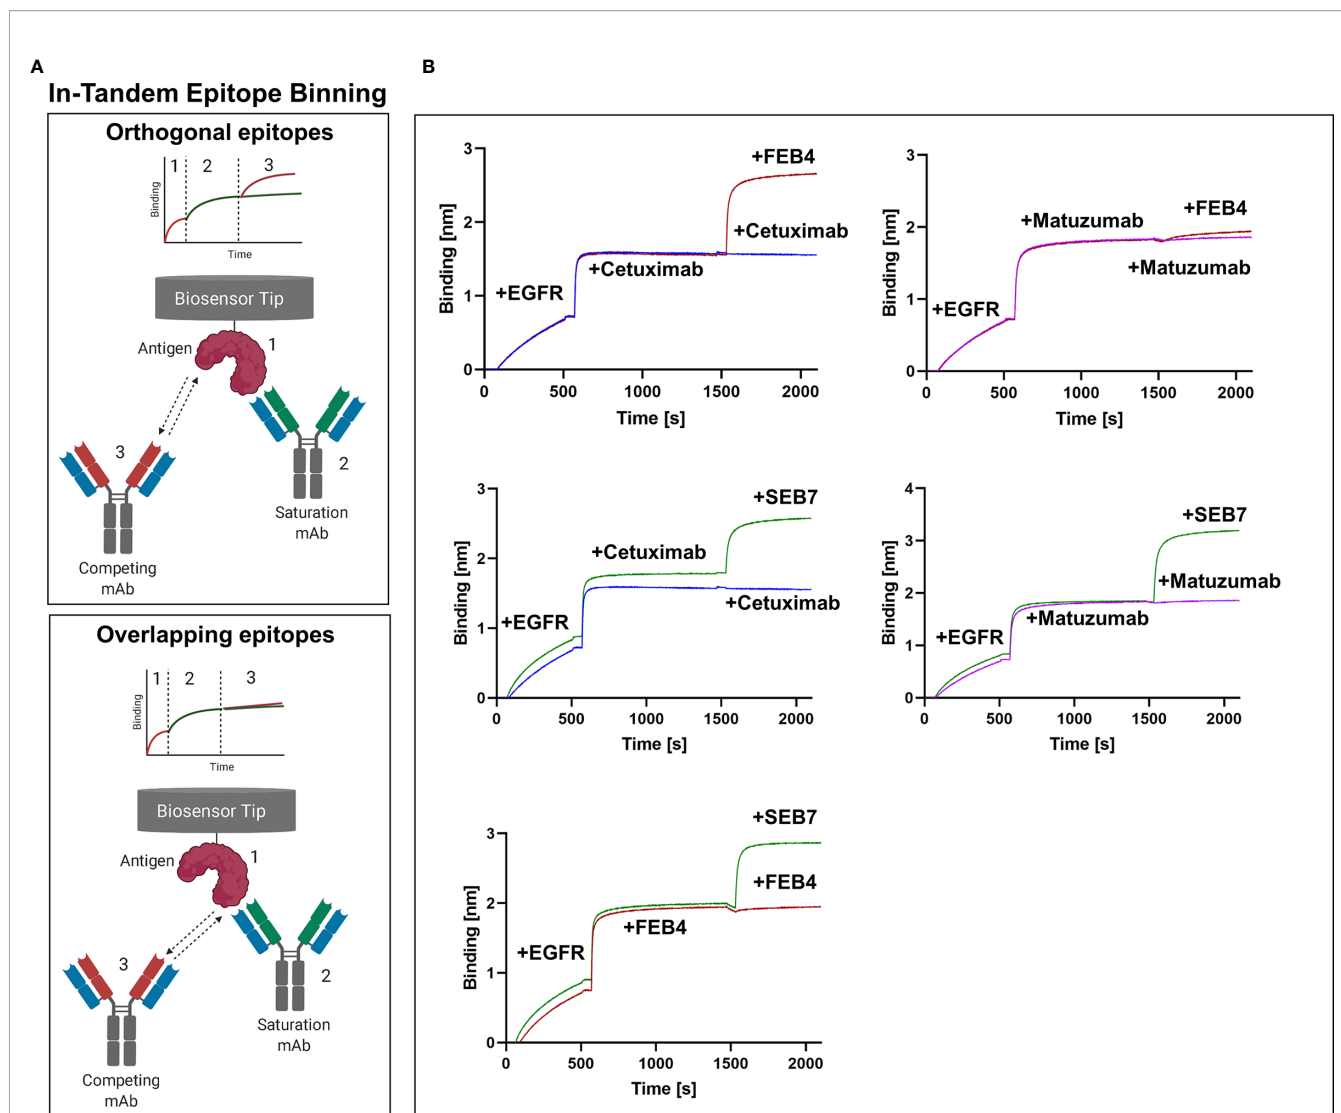 A
In-Tandem Epitope Binning
Orthogonal epitopes
1 2 3
Binding
Time
Biosensor Tip
Antigen
1
3
2
Saturation
mAb
Competing
mAb
Overlapping epitopes
1 2 3
Binding
Time
Biosensor Tip
Antigen
1
3
2
Saturation
mAb
Competing
mAb
B
3
2
1
0
Binding [nm]
+FEB4
+Cetuximab
+Cetuximab
+EGFR
0 500 1000 1500 2000
Time [s]
3
2
1
0
Binding [nm]
+FEB4
+Matuzumab
+Matuzumab
+EGFR
0 500 1000 1500 2000
Time [s]
3
2
1
0
Binding [nm]
+SEB7
+Cetuximab
+Cetuximab
+EGFR
0 500 1000 1500 2000
Time [s]
4
3
2
1
0
Binding [nm]
+SEB7
+Matuzumab
+Matuzumab
+EGFR
0 500 1000 1500 2000
Time [s]
3
2
1
0
Binding [nm]
+SEB7
+FEB4
+FEB4
+EGFR
0 500 1000 1500 2000
Time [s]